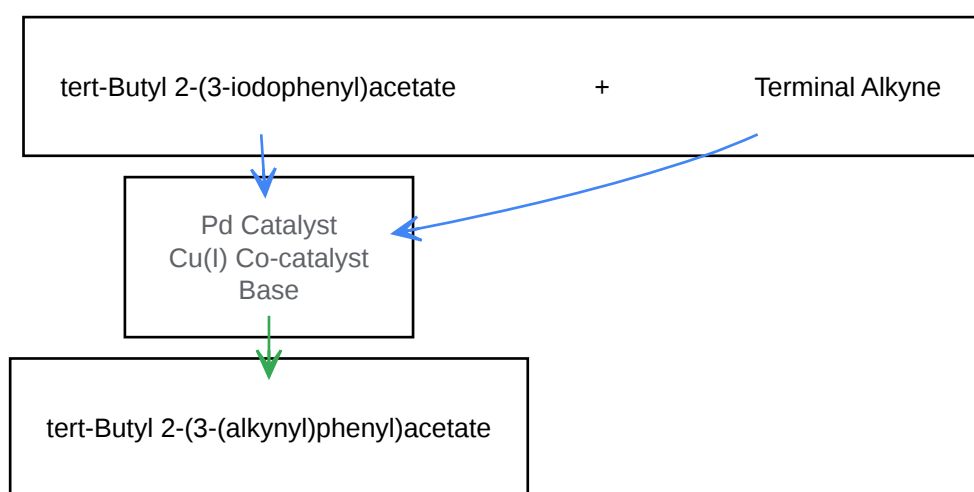 tert-Butyl 2-(3-iodophenyl)acetate + Terminal Alkyne
Pd Catalyst
Cu(I) Co-catalyst
Base
tert-Butyl 2-(3-(alkynyl)phenyl)acetate